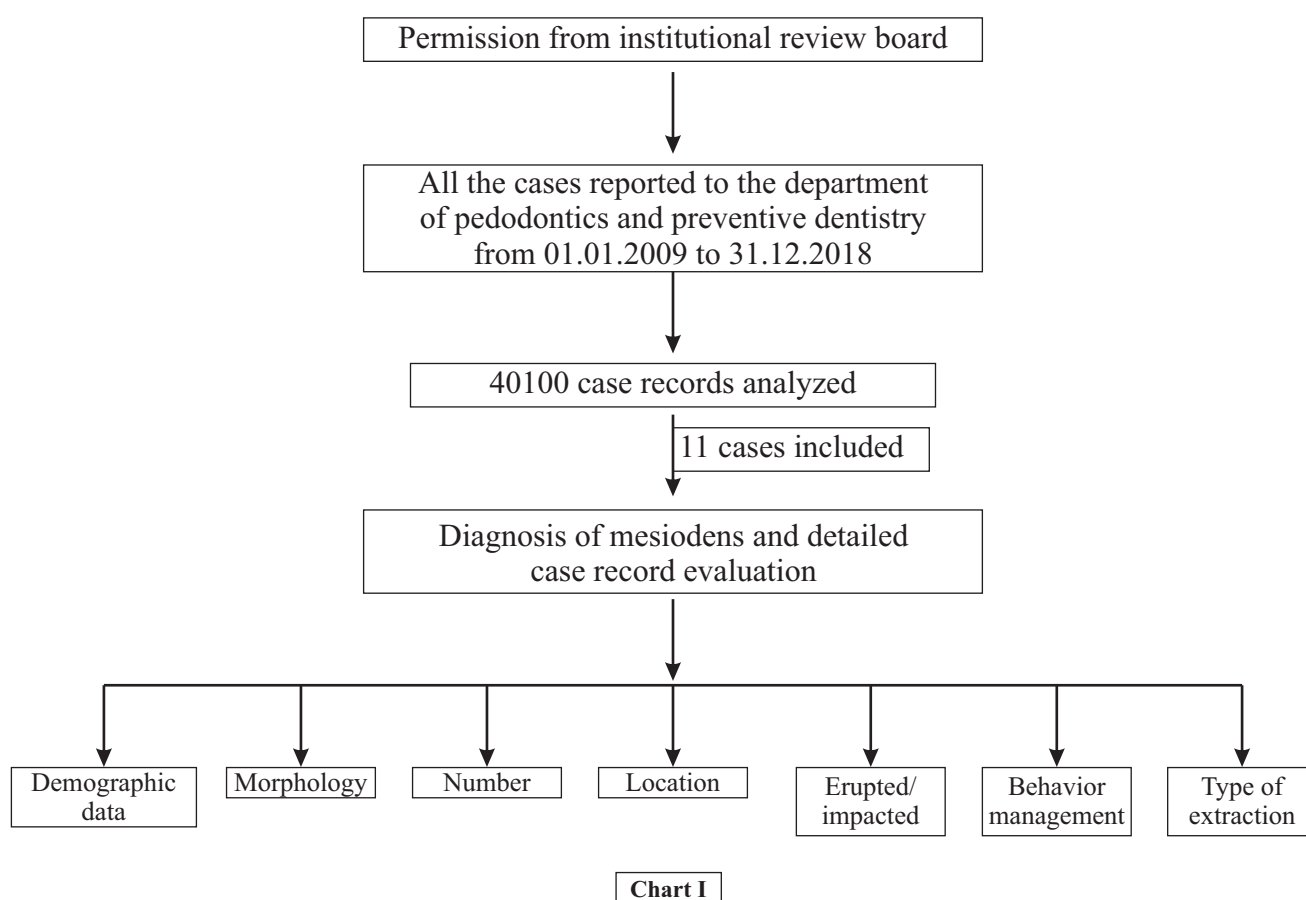 Permission from institutional review board
All the cases reported to the department
of pedodontics and preventive dentistry
from 01.01.2009 to 31.12.2018
40100 case records analyzed
11 cases included
Diagnosis of mesiodens and detailed
case record evaluation
Demographic
data
Morphology
Number
Location
Erupted/
impacted
Behavior
management
Type of
extraction
Chart I